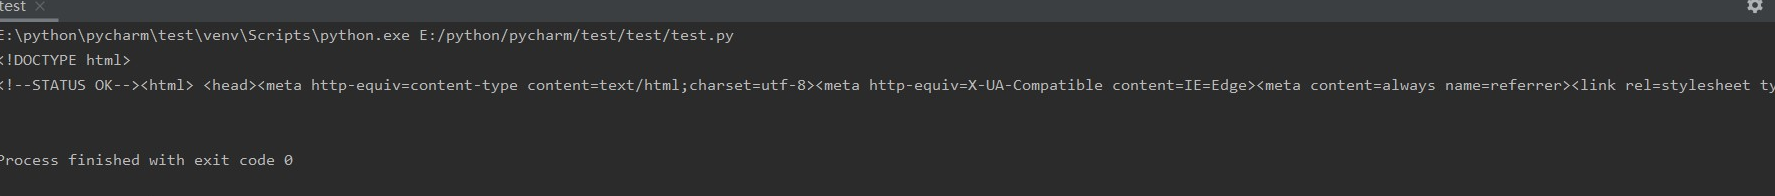 test
E:\python\pycharm\test\venv\Scripts\python.exe E:/python/pycharm/test/test/test.py
<!DOCTYPE html>
<!--STATUS OK--><html> <head><meta http-equiv=content-type content=text/html;charset=utf-8><meta http-equiv=X-UA-Compatible content=IE=Edge><meta content=always name=referrer><link rel=stylesheet ty
Process finished with exit code 0